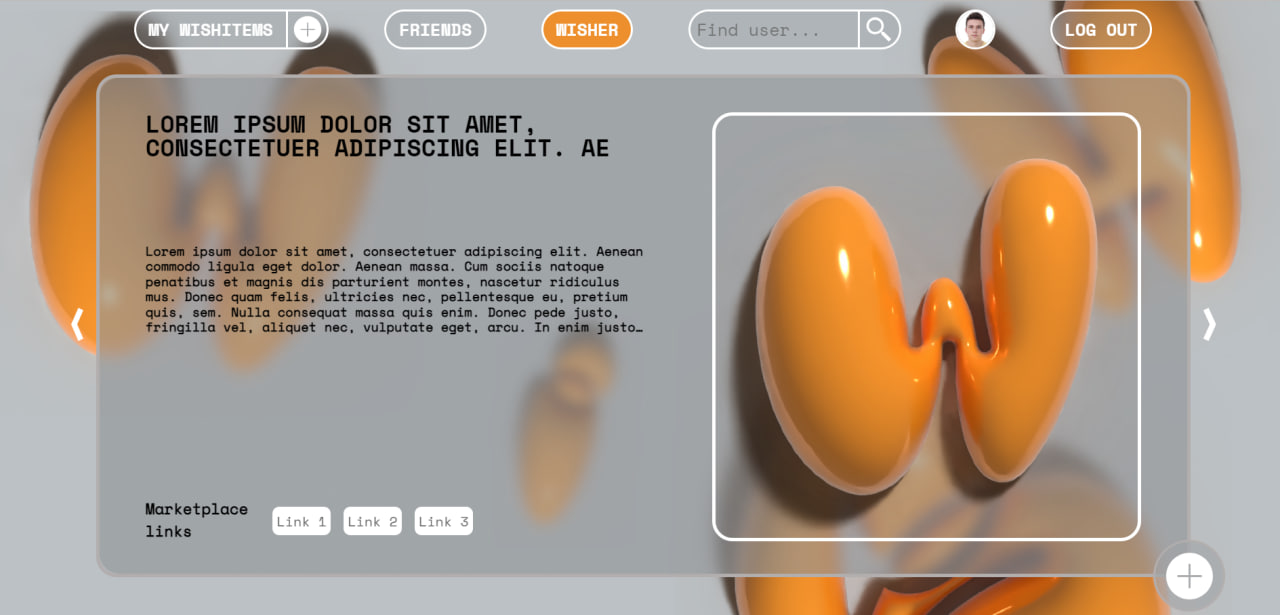 MY WISHITEMS
FRIENDS
WISHER
Find user...
LOG OUT
LOREM IPSUM DOLOR SIT AMET,
CONSECTETUER ADIPISCING ELIT. AE
Lorem ipsum dolor sit amet, consectetuer adipiscing elit. Aenean
commodo ligula eget dolor. Aenean massa. Cum sociis natoque
penatibus et magnis dis parturient montes, nascetur ridiculus
mus. Donec quam felis, ultricies nec, pellentesque eu, pretium
quis, sem. Nulla consequat massa quis enim. Donec pede justo,
fringilla vel, aliquet nec, vulputate eget, arcu. In enim justo…
Marketplace
links
Link 1
Link 2
Link 3